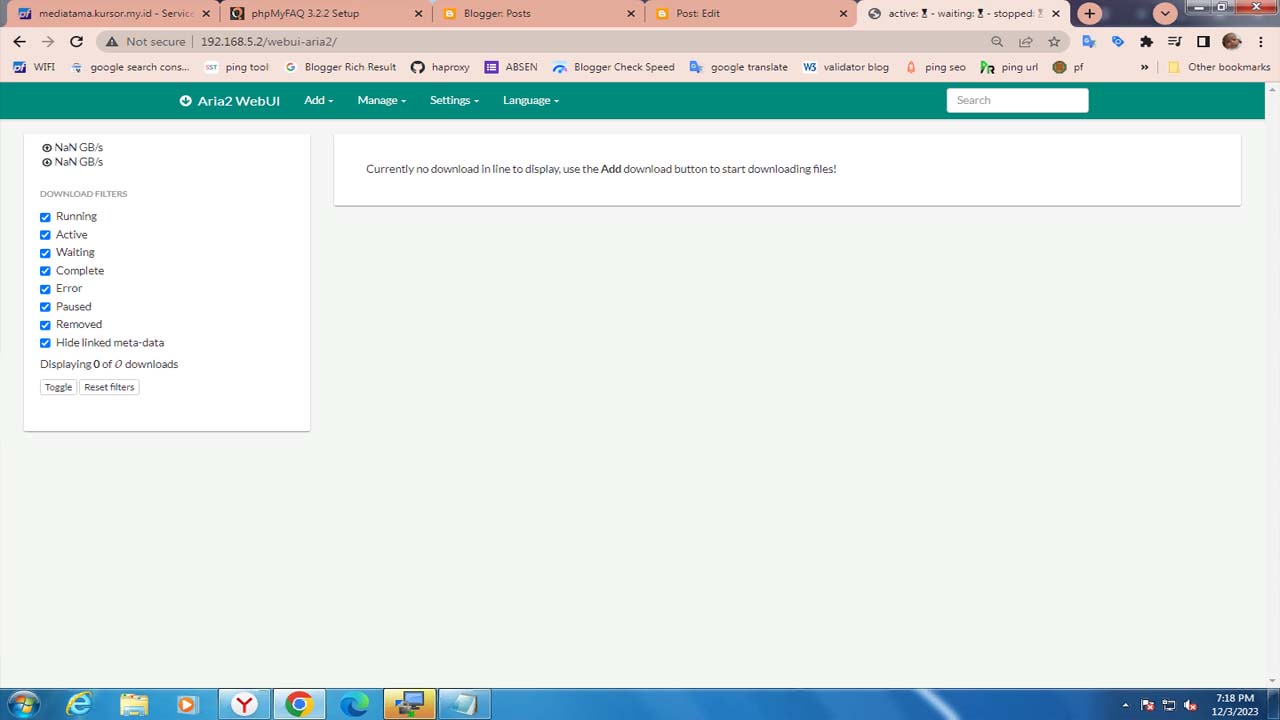 mediatama.kursor.my.id - Service
phpMyFAQ 3.2.2 Setup
Blogger: Posts
Post: Edit
active: ⧗ - waiting: ⧗ - stopped: ⧗
Not secure
192.168.5.2/webui-aria2/
WIFI
google search cons...
SST
ping tool
Blogger Rich Result
haproxy
ABSEN
Blogger Check Speed
google translate
W3
validator blog
ping seo
ping url
pf
»
Other bookmarks
Aria2 WebUI
Add
Manage
Settings
Language
Search
NaN GB/s
NaN GB/s
DOWNLOAD FILTERS
Running
Active
Waiting
Complete
Error
Paused
Removed
Hide linked meta-data
Displaying 0 of 0 downloads
Toggle
Reset filters
Currently no download in line to display, use the Add download button to start downloading files!
7:18 PM
12/3/2023